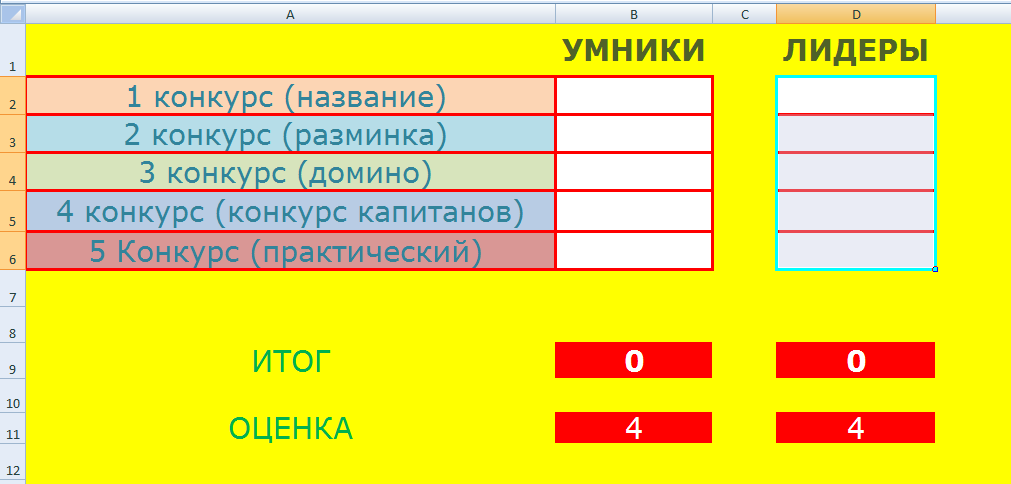 A B C D
1 УМНИКИ ЛИДЕРЫ
2 1 конкурс (название)
3 2 конкурс (разминка)
4 3 конкурс (домино)
5 4 конкурс (конкурс капитанов)
6 5 Конкурс (практический)
7
8
9 ИТОГ 0 0
10
11 ОЦЕНКА 4 4
12